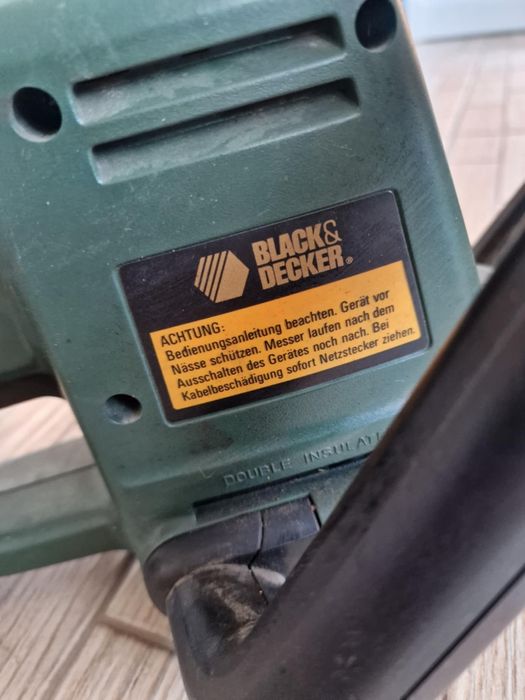 BLACK&
DECKER®
ACHTUNG:
Bedienungsanleitung beachten. Gerät vor
Nässe schützen. Messer laufen nach dem
Ausschalten des Gerätes noch nach. Bei
Kabelbeschädigung sofort Netzstecker ziehen.
DOUBLE INSULATI